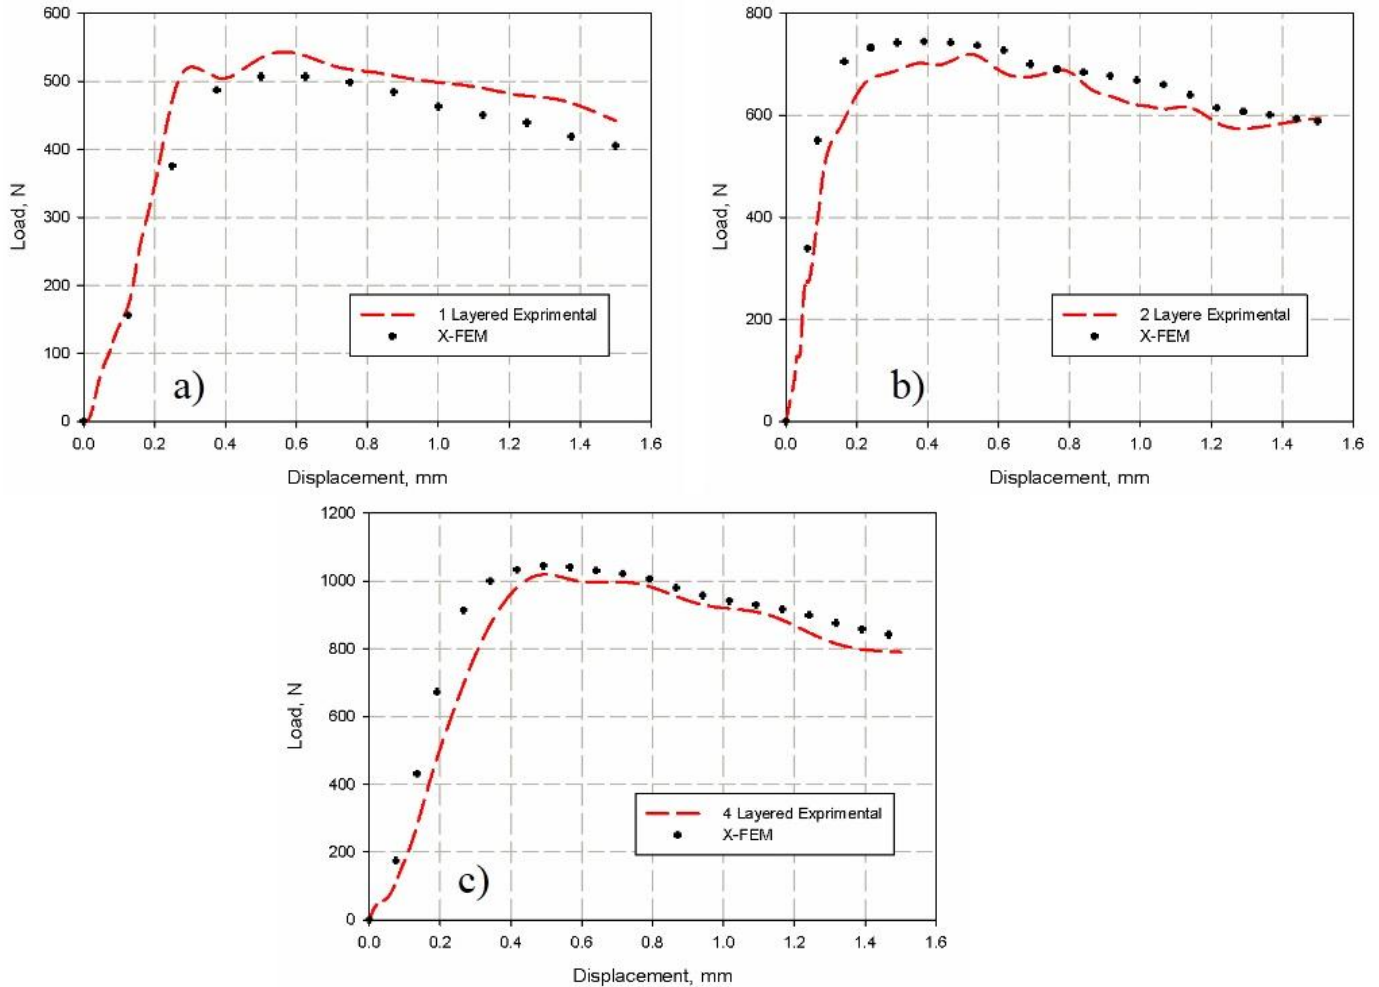 600
500
400
300
200
100
0
Load, N
0.0 0.2 0.4 0.6 0.8 1.0 1.2 1.4 1.6
Displacement, mm
1 Layered Exprimental
X-FEM
a)
800
600
400
200
0
Load, N
0.0 0.2 0.4 0.6 0.8 1.0 1.2 1.4 1.6
Displacement, mm
2 Layere Exprimental
X-FEM
b)
1200
1000
800
600
400
200
0
Load, N
0.0 0.2 0.4 0.6 0.8 1.0 1.2 1.4 1.6
Displacement, mm
4 Layered Exprimental
X-FEM
c)